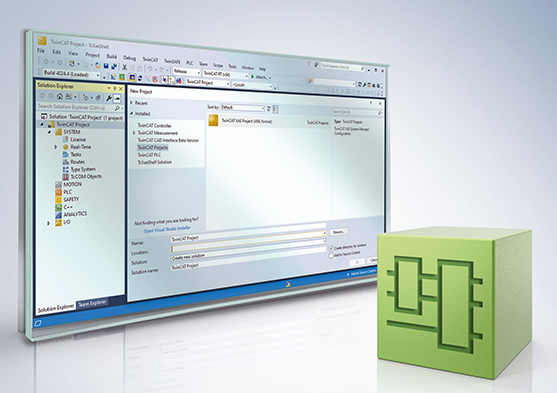 TwinCAT Project - TcXaeShell
File Edit View Project Build Debug TwinCAT TwinSAFE PLC Team Scope Tools Window Help
Release TwinCAT RT (x64) Attach...
Build 4024.4 (Loaded) TwinCAT Project <Local>
Solution Explorer
Search Solution Explorer (Ctrl+ü)
Solution 'TwinCAT Project' (1 project)
TwinCAT Project
SYSTEM
License
Real-Time
Tasks
Routes
Type System
TcCOM Objects
MOTION
PLC
SAFETY
C++
ANALYTICS
I/O
Solution Explorer Team Explorer
New Project
Recent
Installed
TwinCAT Controller
TwinCAT Measurement
TwinCAT CAD Interface Beta Version
TwinCAT Projects
TwinCAT PLC
TcXaeShell Solution
Not finding what you are looking for?
Open Visual Studio Installer
Sort by: Default
TwinCAT XAE Project (XML format) TwinCAT Projects
Type: TwinCAT Projects
TwinCAT XAE System Manager
Configuration
Name: TwinCAT Project
Location:
Browse...
Solution: Create new solution
Solution name: TwinCAT Project
Create directory for solution
Add to Source Control
Add to Source Control